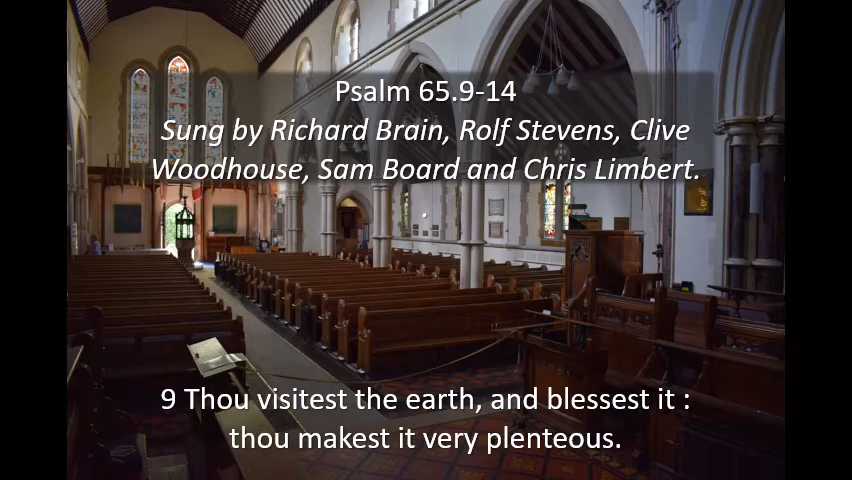 Psalm 65.9-14
Sung by Richard Brain, Rolf Stevens, Clive
Woodhouse, Sam Board and Chris Limbert.
9 Thou visitest the earth, and blessest it :
thou makest it very plenteous.